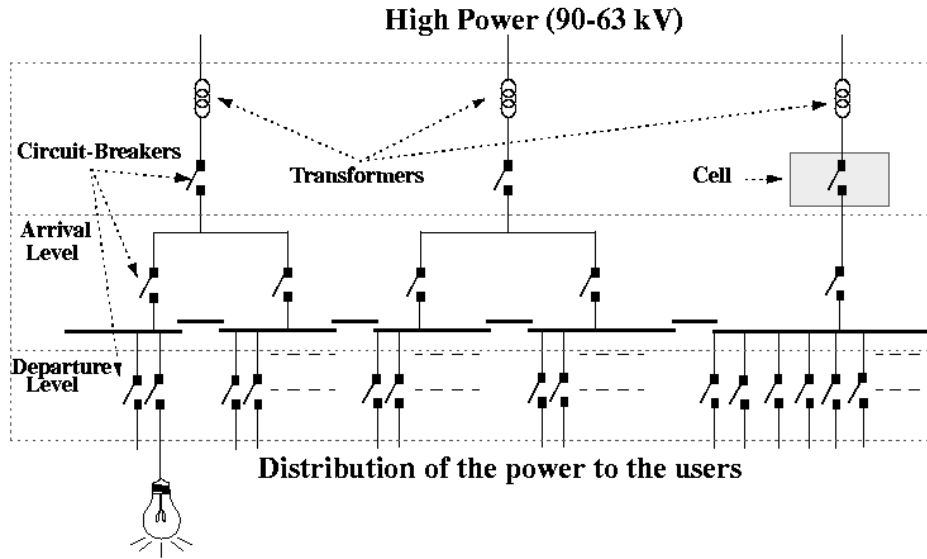 High Power (90-63 kV)
Circuit-Breakers
Transformers
Cell
Arrival
Level
Departure
Level
Distribution of the power to the users